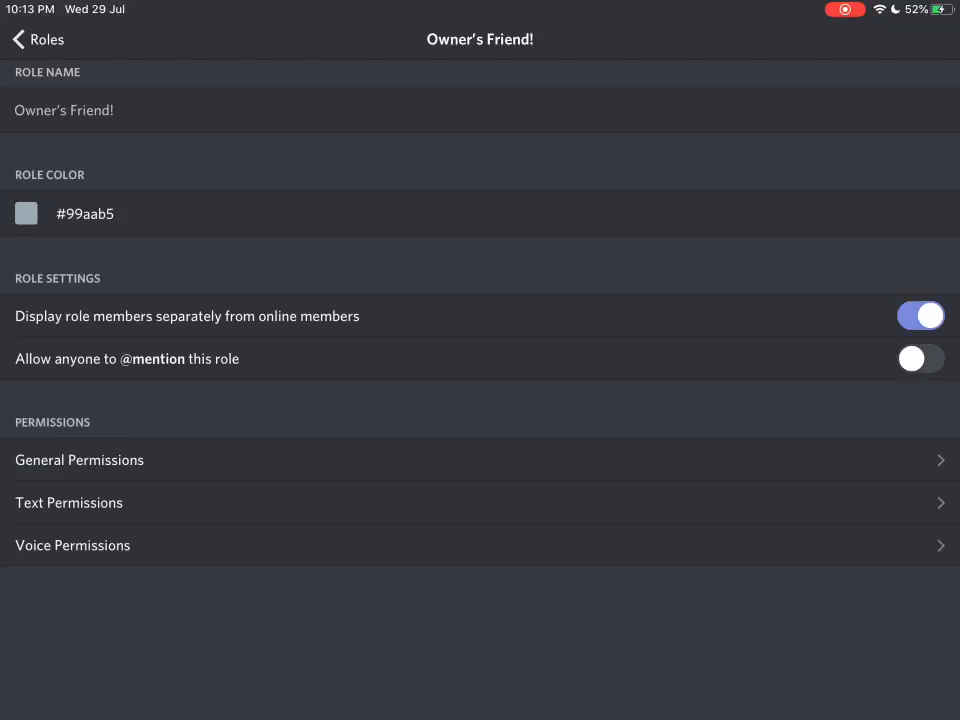 10:13 PM Wed 29 Jul 52%
Roles Owner's Friend!
ROLE NAME
Owner's Friend!
ROLE COLOR
#99aab5
ROLE SETTINGS
Display role members separately from online members
Allow anyone to @mention this role
PERMISSIONS
General Permissions
Text Permissions
Voice Permissions